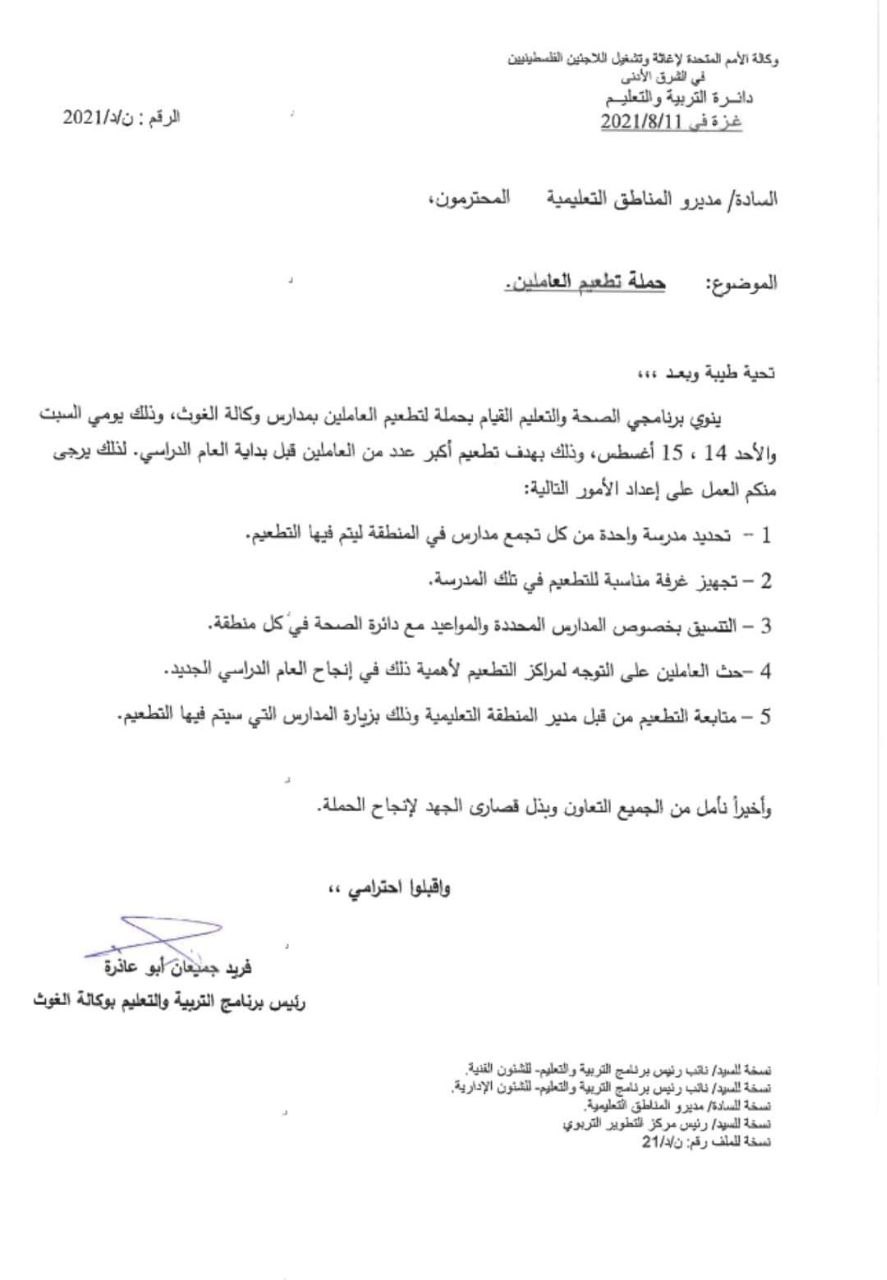 وكالة الأمم المتحدة لإغاثة وتشغيل اللاجئين الفلسطينيين
في الشرق الأدنى
دائـــرة التربية والتعليـــم
غـزة في 2021/8/11
الرقم : ن/د/2021
السادة/ مديرو المناطق التعليمية المحترمون،
الموضوع: حملة تطعيم العاملين.
تحية طيبة وبعـد ،،،
ينوي برنامجي الصحة والتعليم القيام بحملة لتطعيم العاملين بمدارس وكالة الغوث، وذلك يومي السبت
والأحد 14 ، 15 أغسطس، وذلك بهدف تطعيم أكبر عدد من العاملين قبل بداية العام الدراسي. لذلك يرجى
منكم العمل على إعداد الأمور التالية:
1 – تحديد مدرسة واحدة من كل تجمع مدارس في المنطقة ليتم فيها التطعيم.
2 – تجهيز غرفة مناسبة للتطعيم في تلك المدرسة.
3 – التنسيق بخصوص المدارس المحددة والمواعيد مع دائرة الصحة في كل منطقة.
4 –حث العاملين على التوجه لمراكز التطعيم لأهمية ذلك في إنجاح العام الدراسي الجديد.
5 – متابعة التطعيم من قبل مدير المنطقة التعليمية وذلك بزيارة المدارس التي سيتم فيها التطعيم.
وأخيراً نأمل من الجميع التعاون وبذل قصارى الجهد لإنجاح الحملة.
واقبلوا احترامي ،،
فريد جميعان أبو عاذرة
رئيس برنامج التربية والتعليم بوكالة الغوث
نسخة للسيد/ نائب رئيس برنامج التربية والتعليم- للشئون الفنية.
نسخة للسيد/ نائب رئيس برنامج التربية والتعليم- للشئون الإدارية.
نسخة للسادة/ مديرو المناطق التعليمية.
نسخة للسيد/ رئيس مركز التطوير التربوي
نسخة للملف رقم: ن/د/21